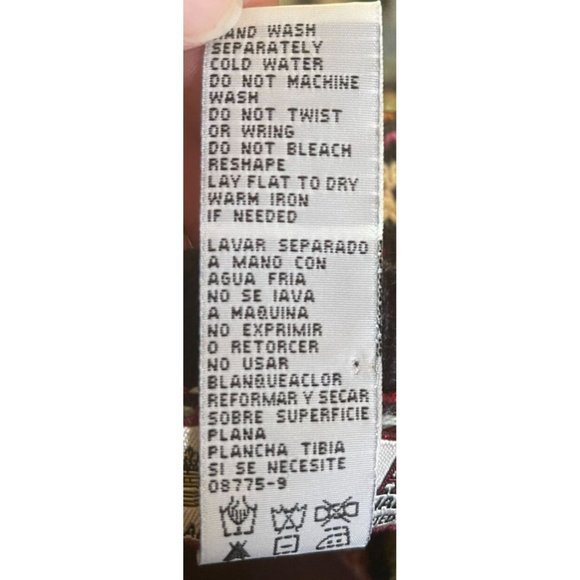 HAND WASH
SEPARATELY
COLD WATER
DO NOT MACHINE
WASH
DO NOT TWIST
OR WRING
DO NOT BLEACH
RESHAPE
LAY FLAT TO DRY
WARM IRON
IF NEEDED
LAVAR SEPARADO
A MANO CON
AGUA FRIA
NO SE IAVA
A MAQUINA
NO EXPRIMIR
O RETORCER
NO USAR
BLANQUEACLOR
REFORMAR Y SECAR
SOBRE SUPERFICIE
PLANA
PLANCHA TIBIA
SI SE NECESITE
08775-9